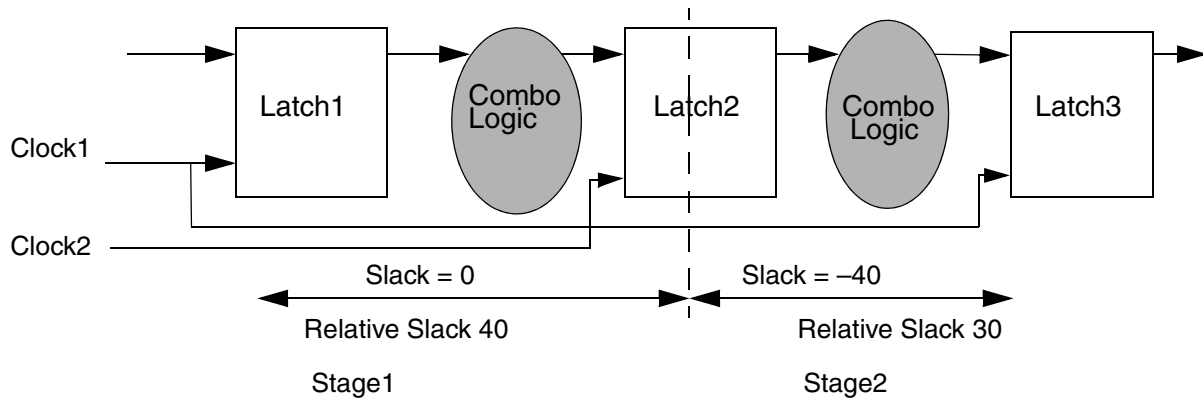 Latch1
Combo
Logic
Latch2
Combo
Logic
Latch3
Clock1
Clock2
Slack = 0
Slack = –40
Relative Slack 40
Relative Slack 30
Stage1
Stage2